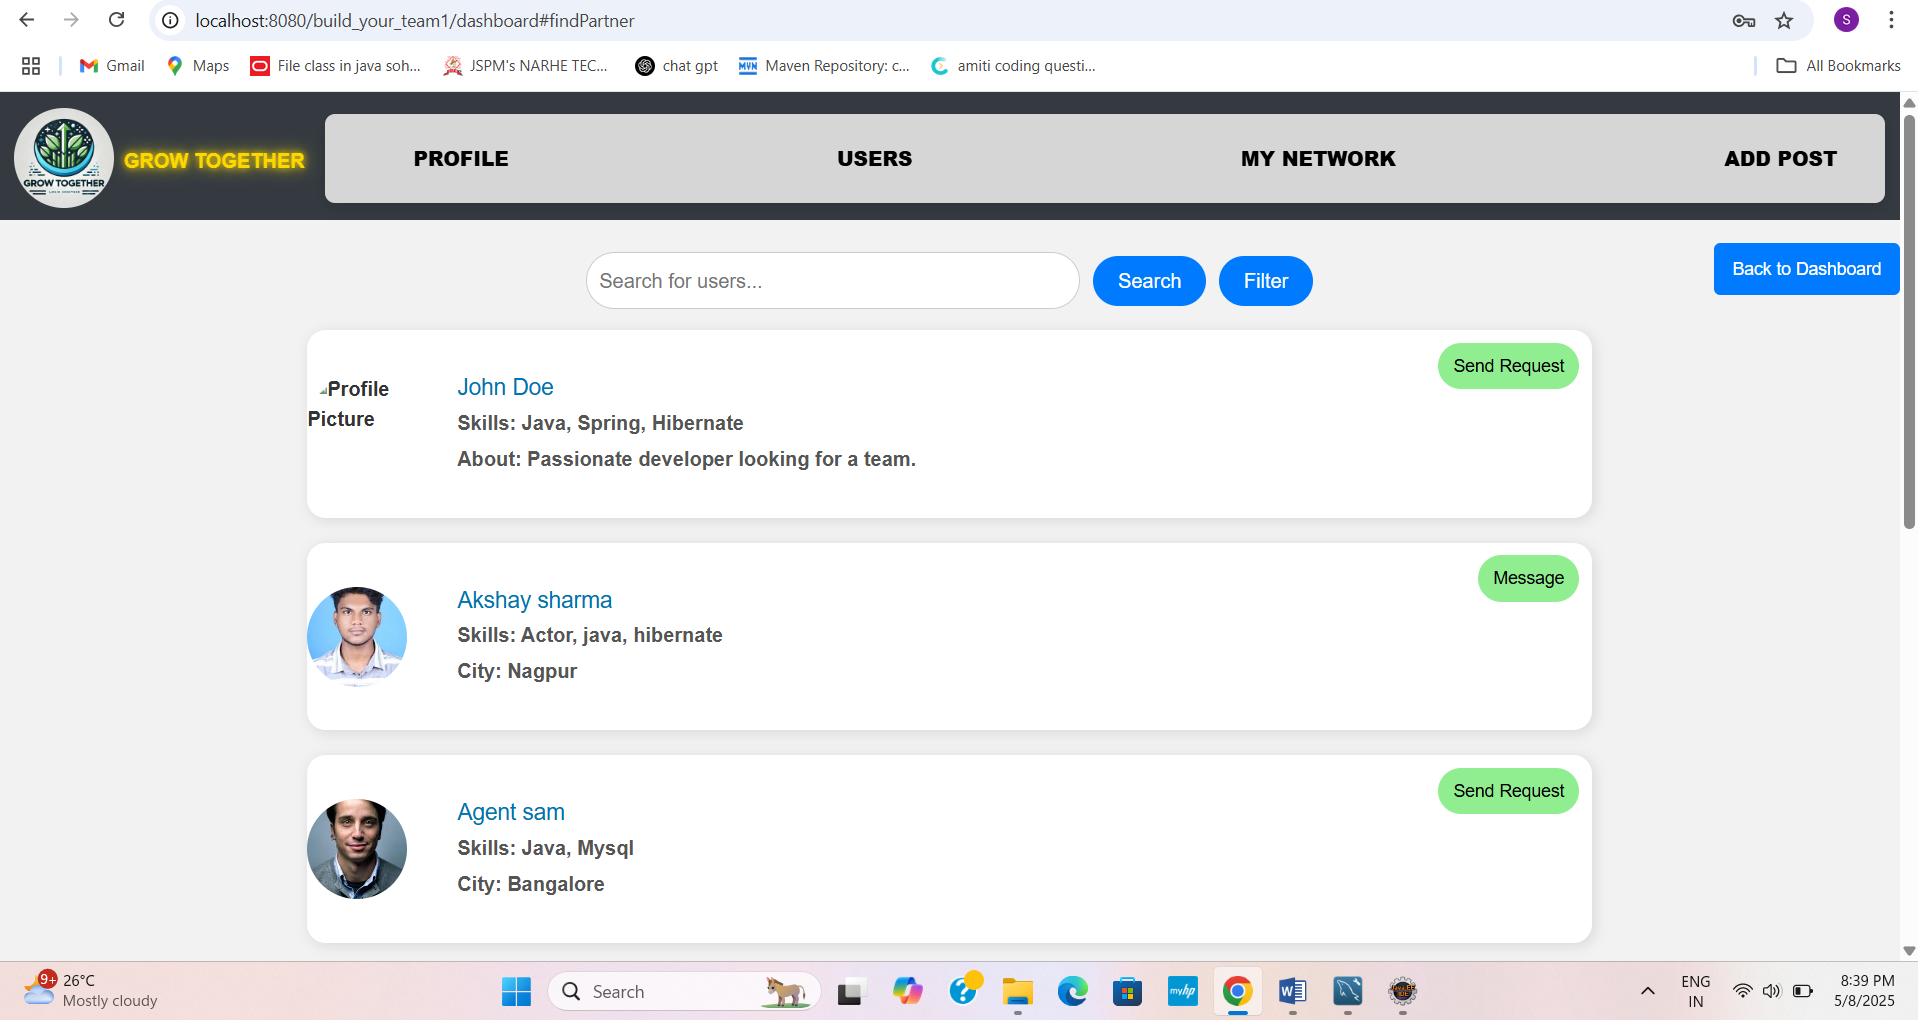 localhost:8080/build_your_team1/dashboard#findPartner
S
Gmail
Maps
File class in java soh...
JSPM's NARHE TEC...
chat gpt
Maven Repository: c...
amiti coding questi...
All Bookmarks
GROW TOGETHER
GROW TOGETHER
PROFILE
USERS
MY NETWORK
ADD POST
Search for users...
Search
Filter
Back to Dashboard
Profile
Picture
John Doe
Skills: Java, Spring, Hibernate
About: Passionate developer looking for a team.
Send Request
Akshay sharma
Skills: Actor, java, hibernate
City: Nagpur
Message
Agent sam
Skills: Java, Mysql
City: Bangalore
Send Request
9+
26°C
Mostly cloudy
Search
myhp
W
ENG
IN
8:39 PM
5/8/2025